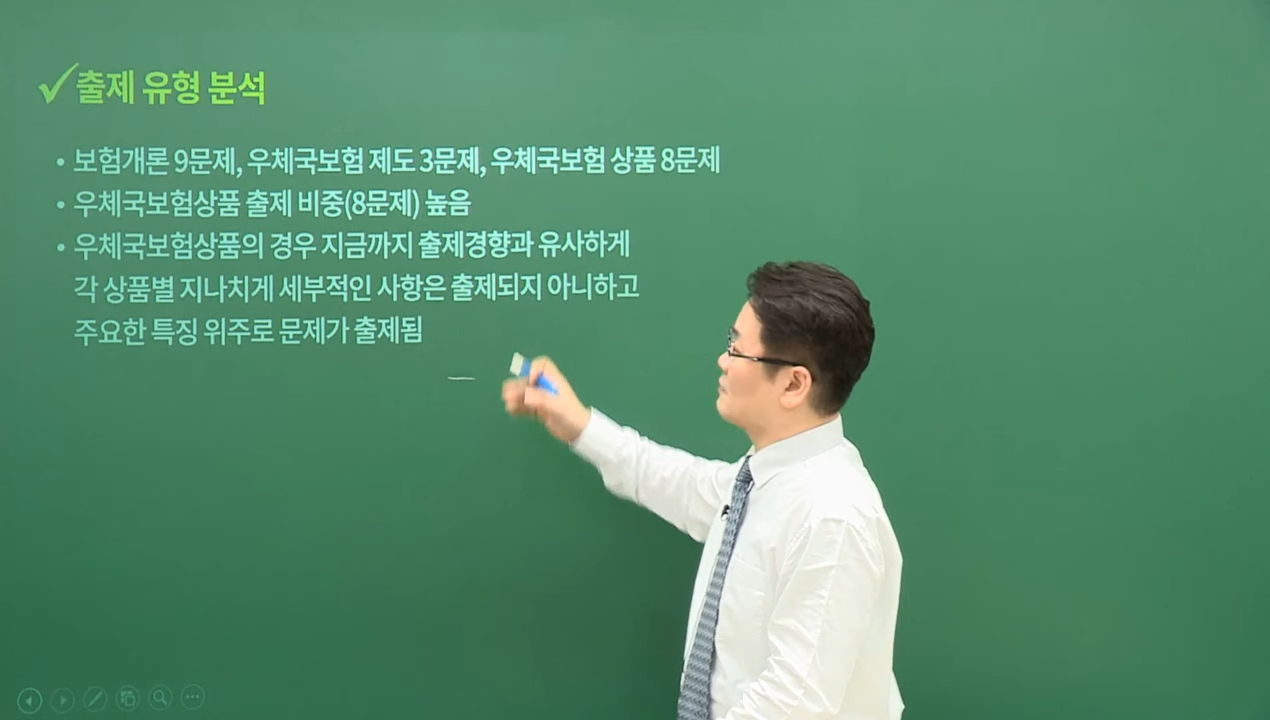 ✓출제 유형 분석
• 보험개론 9문제, 우체국보험 제도 3문제, 우체국보험 상품 8문제
• 우체국보험상품 출제 비중(8문제) 높음
• 우체국보험상품의 경우 지금까지 출제경향과 유사하게
각 상품별 지나치게 세부적인 사항은 출제되지 아니하고
주요한 특징 위주로 문제가 출제됨